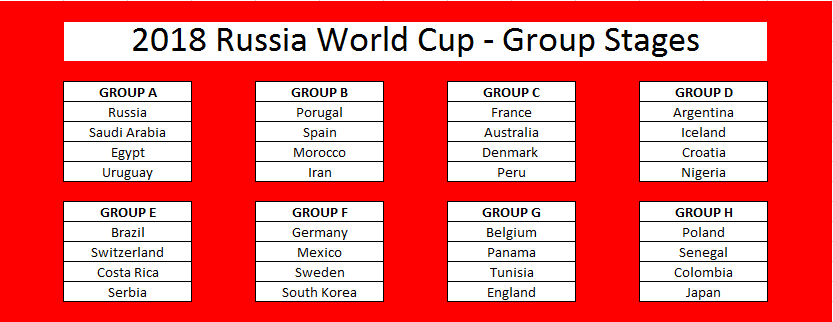 2018 Russia World Cup - Group Stages
GROUP A
Russia
Saudi Arabia
Egypt
Uruguay
GROUP B
Porugal
Spain
Morocco
Iran
GROUP C
France
Australia
Denmark
Peru
GROUP D
Argentina
Iceland
Croatia
Nigeria
GROUP E
Brazil
Switzerland
Costa Rica
Serbia
GROUP F
Germany
Mexico
Sweden
South Korea
GROUP G
Belgium
Panama
Tunisia
England
GROUP H
Poland
Senegal
Colombia
Japan